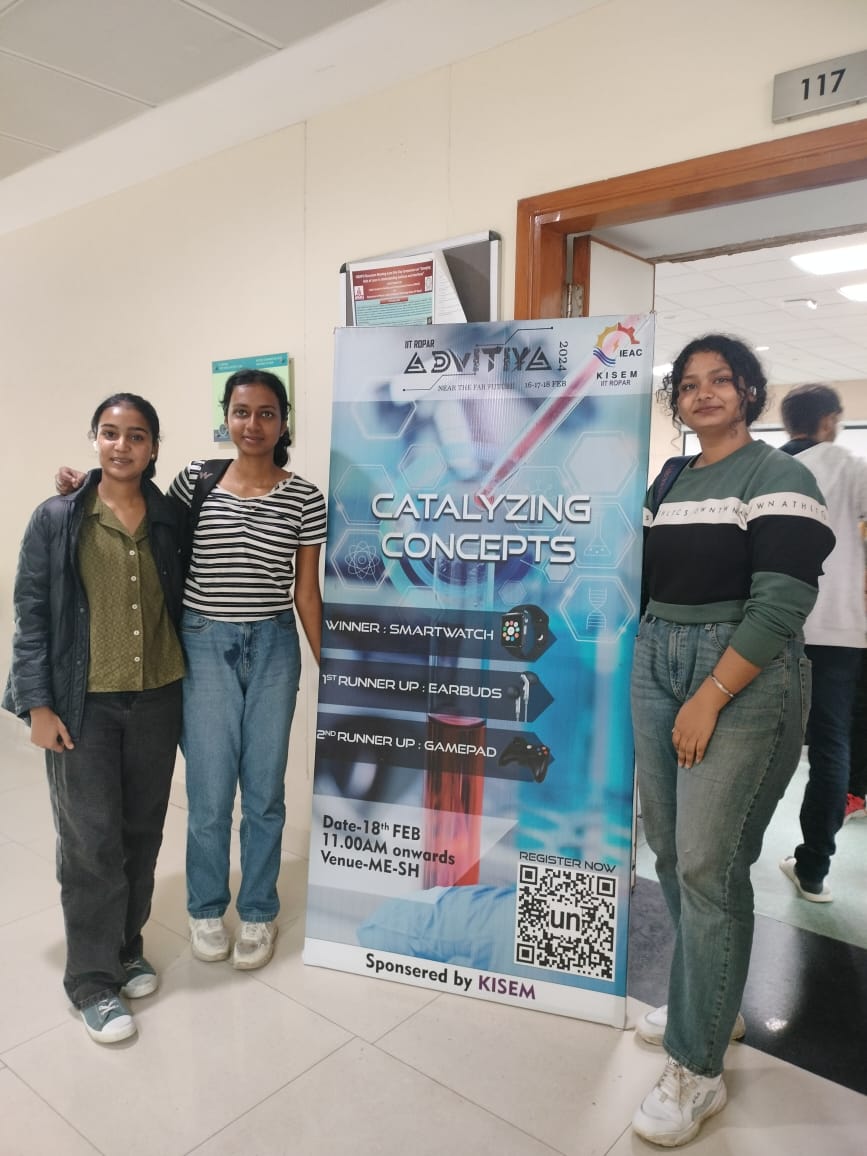 117
IIT ROPAR
ADVITIYA 2024
NEAR THE FAR FUTURE 16-17-18 FEB
IEAC
KISEM
IIT ROPAR
CATALYZING
CONCEPTS
WINNER : SMARTWATCH
1ST RUNNER UP : EARBUDS
2ND RUNNER UP : GAMEPAD
Date-18th FEB
11.00AM onwards
Venue-ME-SH
REGISTER NOW
un
Sponsered by KISEM